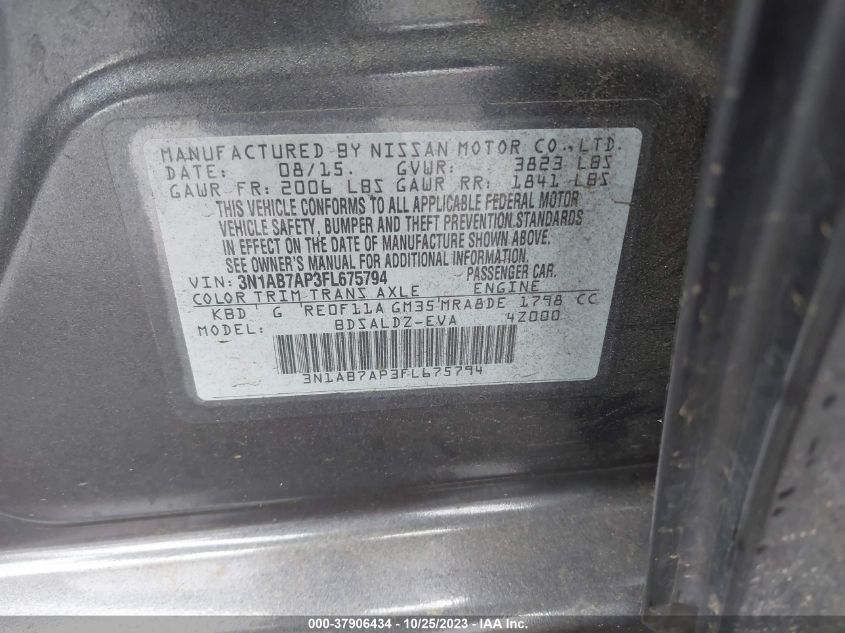 MANUFACTURED BY NISSAN MOTOR CO., LTD.
DATE: 08/15. GVWR: 3823 LBS
GAWR FR: 2006 LBS GAWR RR: 1841 LBS
THIS VEHICLE CONFORMS TO ALL APPLICABLE FEDERAL MOTOR
VEHICLE SAFETY, BUMPER AND THEFT PREVENTION STANDARDS
IN EFFECT ON THE DATE OF MANUFACTURE SHOWN ABOVE.
SEE OWNER'S MANUAL FOR ADDITIONAL INFORMATION.
VIN: 3N1AB7AP3FL675794 PASSENGER CAR.
COLOR TRIM TRANS AXLE ENGINE
KBD G RE0F11A GM35 MRA8DE 1798 CC
MODEL: BDSALDZ-EVA 42000
3N1AB7AP3FL675794
000-37906434 - 10/25/2023 - IAA Inc.